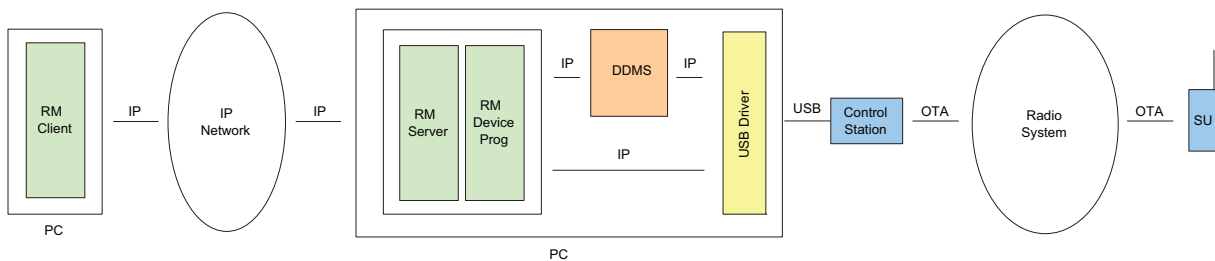 RM
Client
PC
IP
IP
Network
IP
RM
Server
RM
Device
Prog
IP
DDMS
IP
IP
USB Driver
PC
USB
Control
Station
OTA
Radio
System
OTA
SU